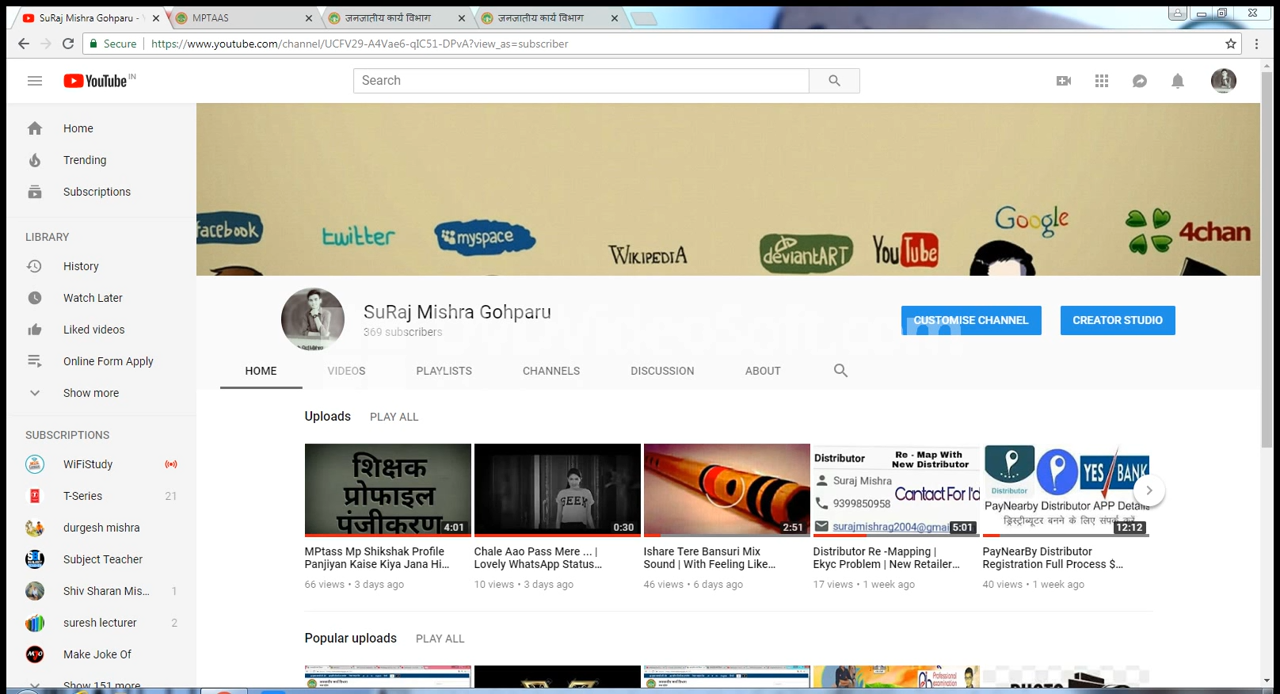 SuRaj Mishra Gohparu -
MPTAAS
जनजातीय कार्य विभाग
जनजातीय कार्य विभाग
Secure
https://www.youtube.com/channel/UCFV29-A4Vae6-qIC51-DPvA?view_as=subscriber
YouTube IN
Search
Home
Trending
Subscriptions
LIBRARY
History
Watch Later
Liked videos
Online Form Apply
Show more
SUBSCRIPTIONS
WiFiStudy
T-Series 21
durgesh mishra
Subject Teacher
Shiv Sharan Mis... 1
suresh lecturer 2
Make Joke Of
Show 151 more
facebook
twitter
myspace
WIKIPEDIA
deviantART
YouTube
Google
4chan
SuRaj Mishra Gohparu
369 subscribers
CUSTOMISE CHANNEL
CREATOR STUDIO
HOME
VIDEOS
PLAYLISTS
CHANNELS
DISCUSSION
ABOUT
Uploads PLAY ALL
शिक्षक
प्रोफाइल
पंजीकरण
4:01
MPtass Mp Shikshak Profile
Panjiyan Kaise Kiya Jana Hi...
66 views • 3 days ago
GEEK
0:30
Chale Aao Pass Mere ... |
Lovely WhatsApp Status...
10 views • 3 days ago
2:51
Ishare Tere Bansuri Mix
Sound | With Feeling Like...
46 views • 6 days ago
Distributor
Re - Map With
New Distributor
Suraj Mishra
9399850958
Contact For I'd
surajmishrag2004@gmai
5:01
Distributor Re -Mapping |
Ekyc Problem | New Retailer...
17 views • 1 week ago
Distributor
YES BANK
PayNearby Distributor APP Details
डिस्ट्रीब्यूटर बनने के लिए संपर्क करें
12:12
PayNearBy Distributor
Registration Full Process $...
40 views • 1 week ago
Popular uploads PLAY ALL
Professional
examination
PHOTO